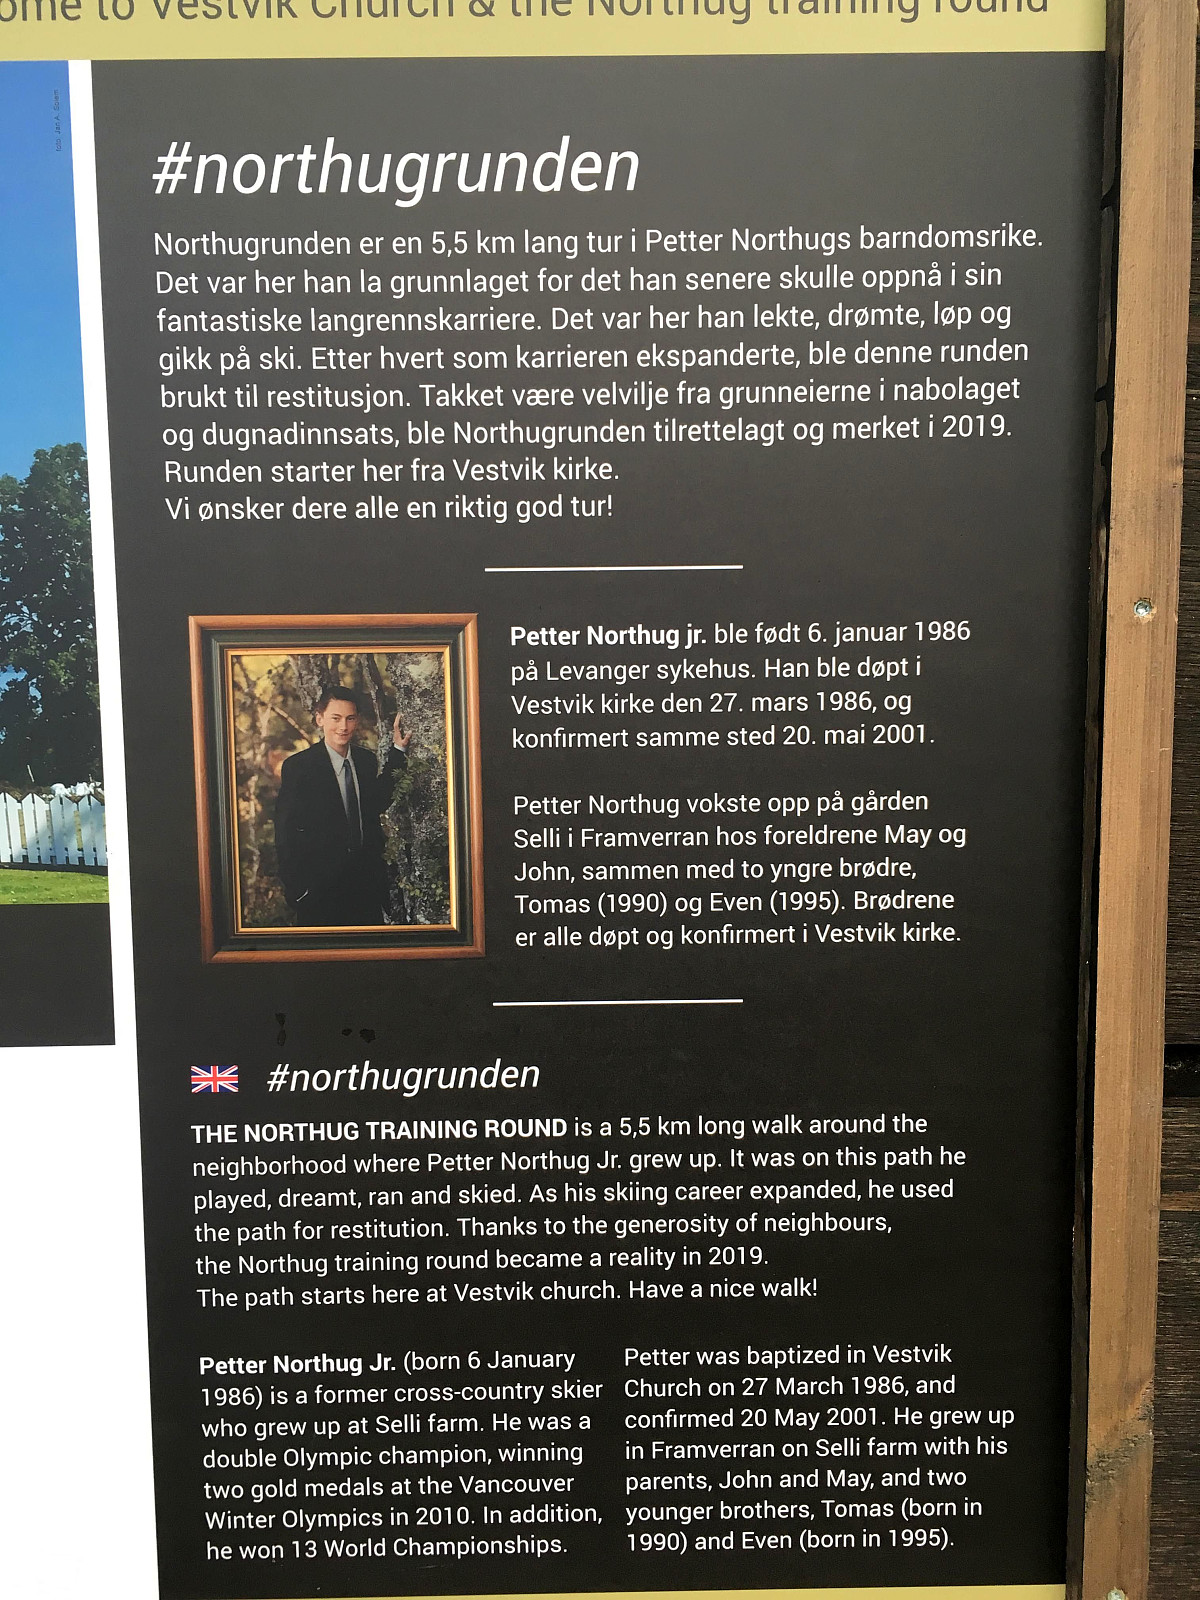 ome to Vestvik Church & the Northug training round
foto: Jan A. 
#northugrunden
Northugrunden er en 5,5 km lang tur i Petter Northugs barndomsrike.
Det var her han la grunnlaget for det han senere skulle oppnå i sin
fantastiske langrennskarriere. Det var her han lekte, drømte, løp og
gikk på ski. Etter hvert som karrieren ekspanderte, ble denne runden
brukt til restitusjon. Takket være velvilje fra grunneierne i nabolaget
og dugnadinnsats, ble Northugrunden tilrettelagt og merket i 2019.
Runden starter her fra Vestvik kirke.
Vi ønsker dere alle en riktig god tur!
Petter Northug jr. ble født 6. januar 1986
på Levanger sykehus. Han ble døpt i
Vestvik kirke den 27. mars 1986, og
konfirmert samme sted 20. mai 2001.
Petter Northug vokste opp på gården
Selli i Framverran hos foreldrene May og
John, sammen med to yngre brødre,
Tomas (1990) og Even (1995). Brødrene
er alle døpt og konfirmert i Vestvik kirke.
#northugrunden
THE NORTHUG TRAINING ROUND is a 5,5 km long walk around the
neighborhood where Petter Northug Jr. grew up. It was on this path he
played, dreamt, ran and skied. As his skiing career expanded, he used
the path for restitution. Thanks to the generosity of neighbours,
the Northug training round became a reality in 2019.
The path starts here at Vestvik church. Have a nice walk!
Petter Northug Jr. (born 6 January
1986) is a former cross-country skier
who grew up at Selli farm. He was a
double Olympic champion, winning
two gold medals at the Vancouver
Winter Olympics in 2010. In addition,
he won 13 World Championships.
Petter was baptized in Vestvik
Church on 27 March 1986, and
confirmed 20 May 2001. He grew up
in Framverran on Selli farm with his
parents, John and May, and two
younger brothers, Tomas (born in
1990) and Even (born in 1995).